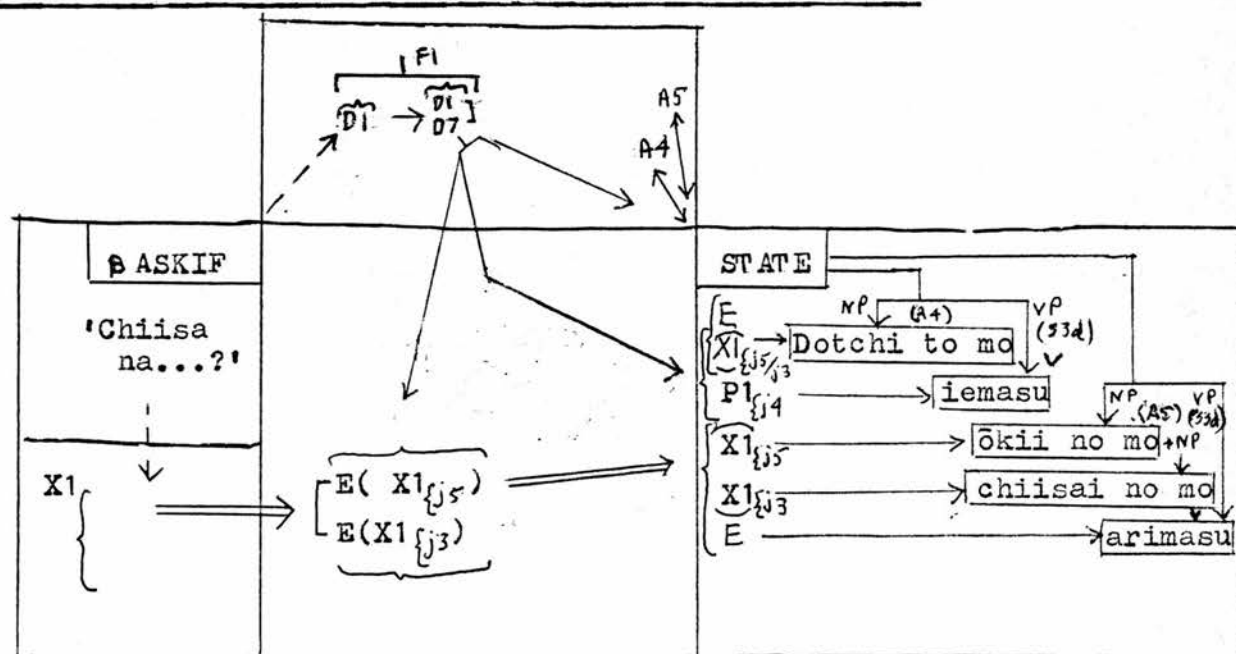 F1
D1 → D1
D7
A5
A4
β ASKIF
'Chiisa
na...?'
X1
E( X1{j5)
E(X1{j3)
STATE
NP (A4) VP
(S3d)
E
X1{j5/j3 Dotchi to mo
P1{j4 iemasu
NP (A5) VP (S3d)
X1{j5 ōkii no mo +NP
X1{j3 chiisai no mo
E arimasu